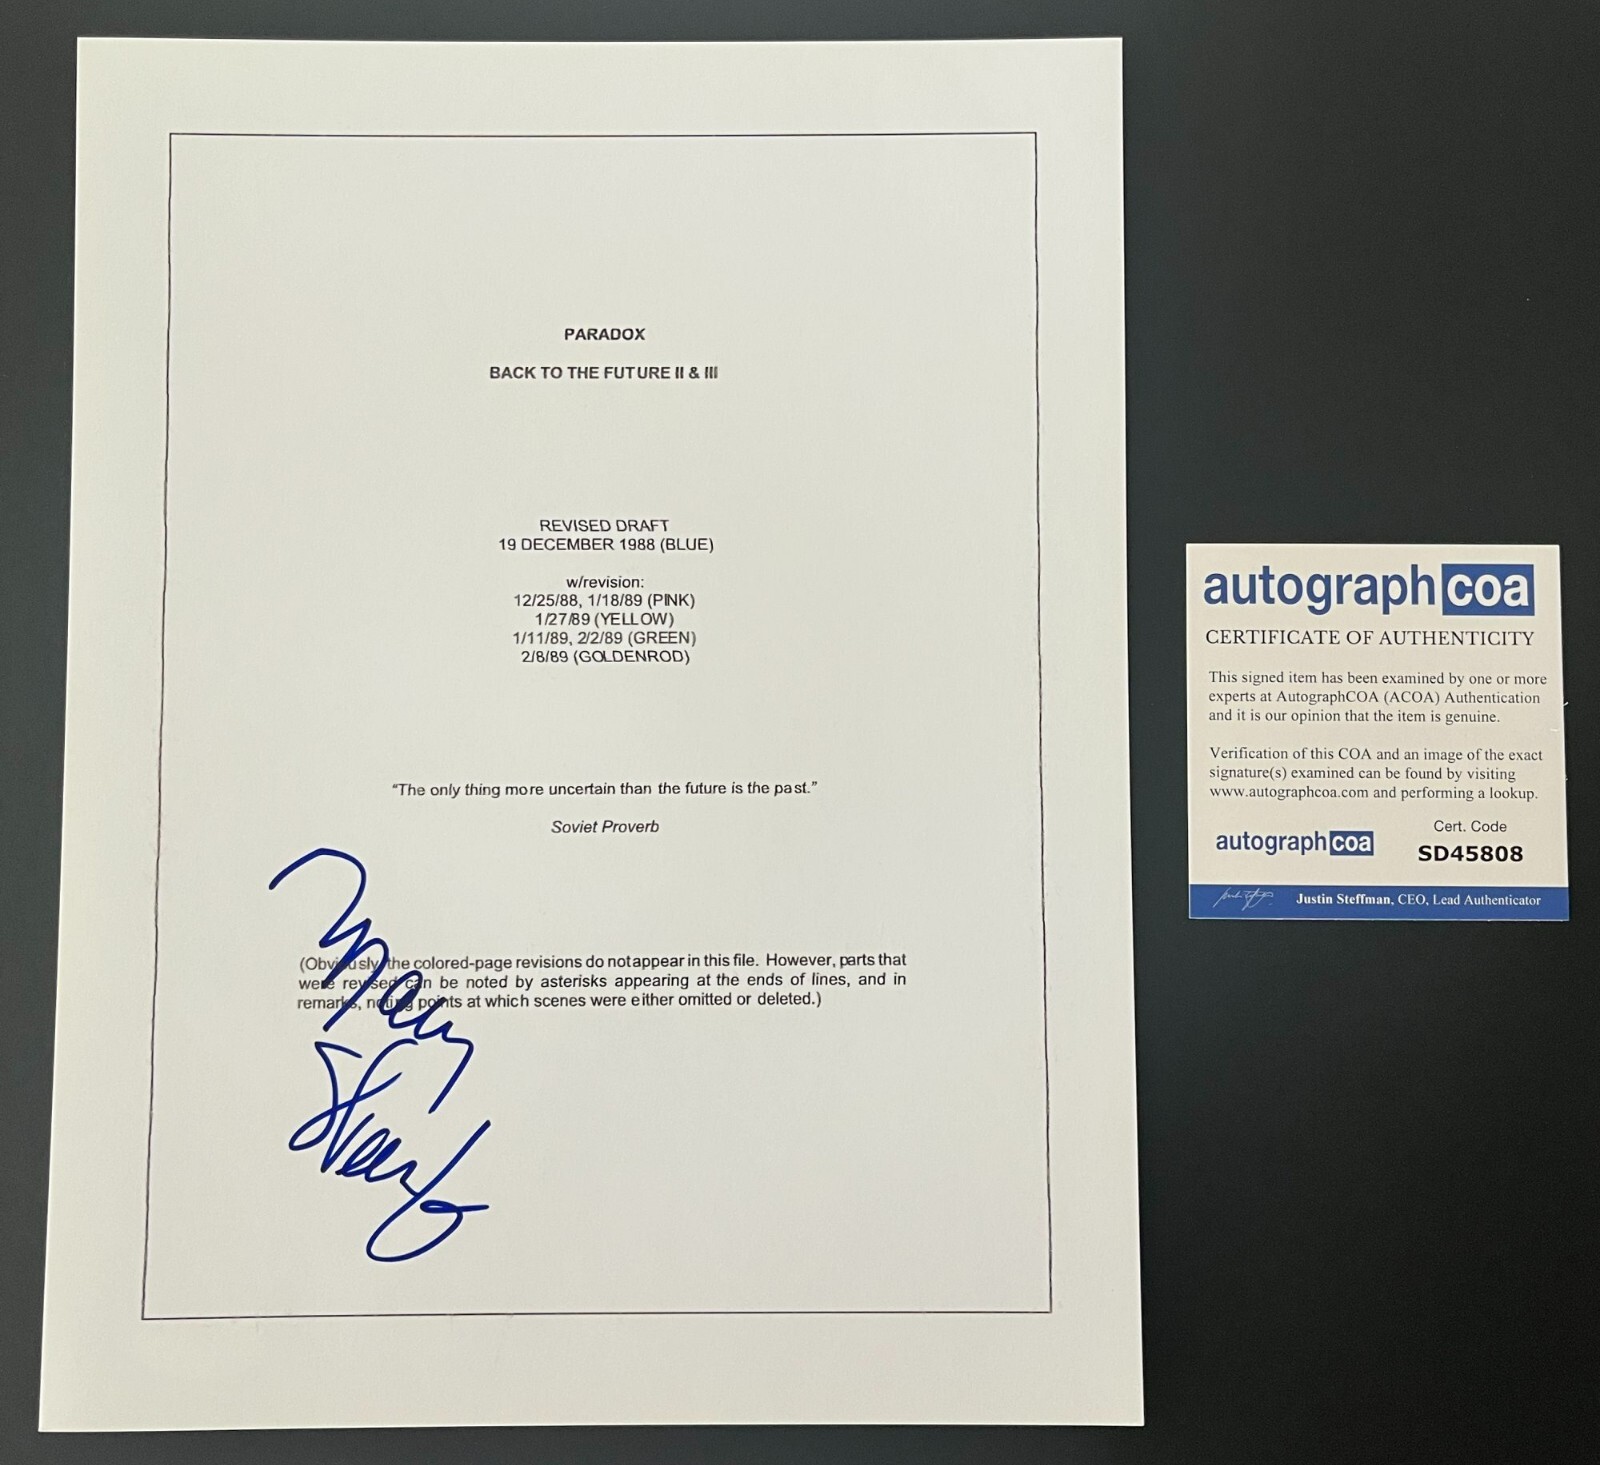 PARADOX
BACK TO THE FUTURE II & III
REVISED DRAFT
19 DECEMBER 1988 (BLUE)
w/revision:
12/25/88, 1/18/89 (PINK)
1/27/89 (YELLOW)
1/11/89, 2/2/89 (GREEN)
2/8/89 (GOLDENROD)
“The only thing more uncertain than the future is the past.”
Soviet Proverb
(Obviously, the colored-page revisions do not appear in this file. However, parts that
were revised can be noted by asterisks appearing at the ends of lines, and in
remarks, noting points at which scenes were either omitted or deleted.)
Mary
Steen
autographcoa
CERTIFICATE OF AUTHENTICITY
This signed item has been examined by one or more
experts at AutographCOA (ACOA) Authentication
and it is our opinion that the item is genuine.
Verification of this COA and an image of the exact
signature(s) examined can be found by visiting
www.autographcoa.com and performing a lookup.
autographcoa
Cert. Code
SD45808
Justin Steffman, CEO, Lead Authenticator